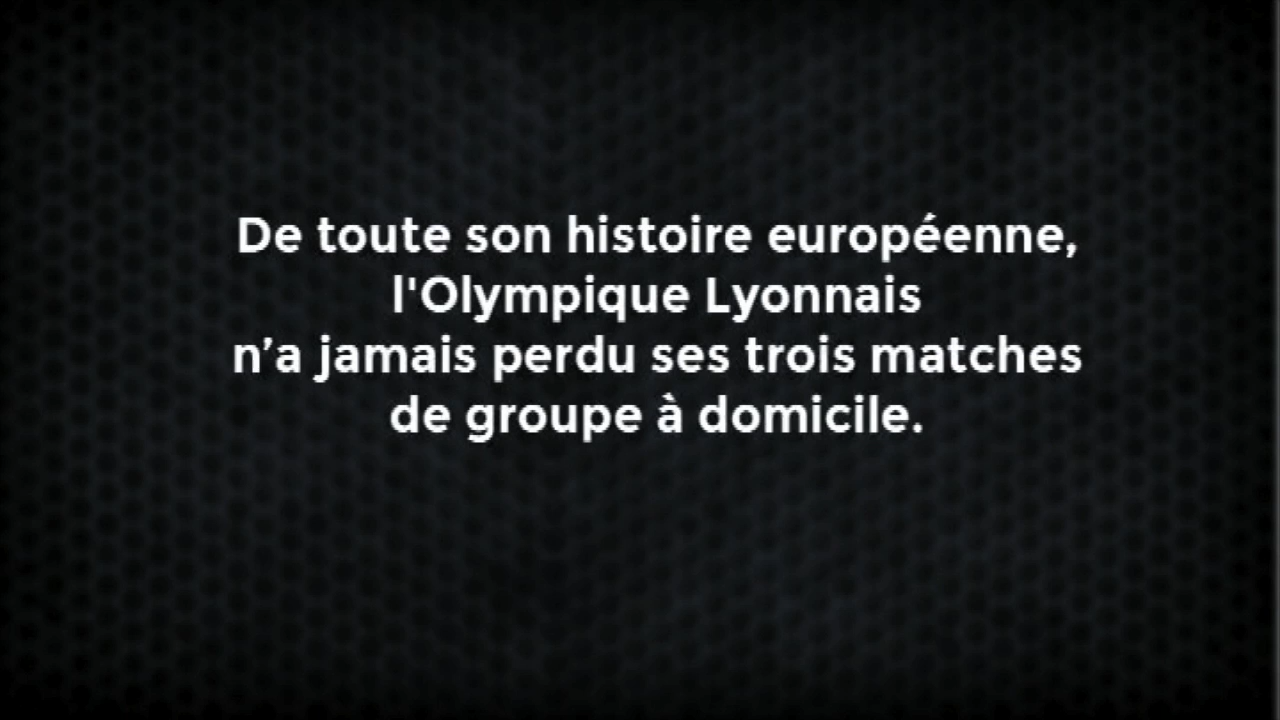 De toute son histoire européenne,
l'Olympique Lyonnais
n’a jamais perdu ses trois matches
de groupe à domicile.